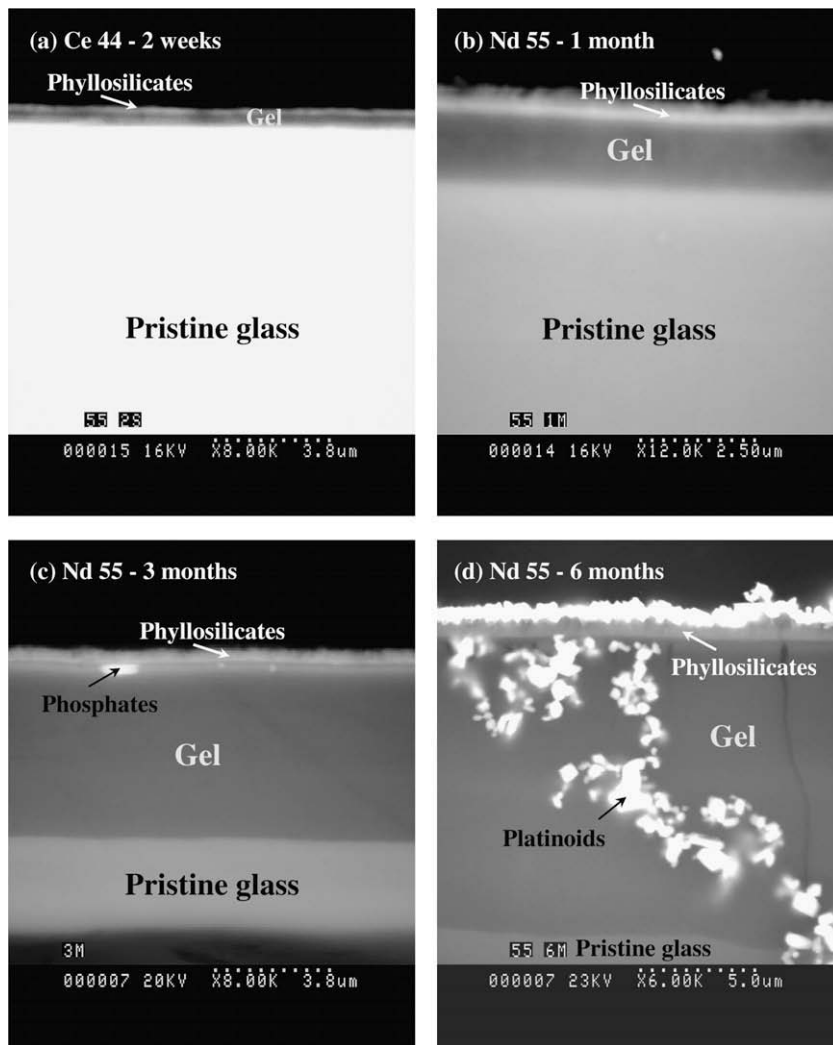 (a) Ce 44 - 2 weeks
Phyllosilicates
Gel
Pristine glass
55 2S
000015 16KV X8.00K 3.8um
(b) Nd 55 - 1 month
Phyllosilicates
Gel
Pristine glass
55 1M
000014 16KV X12.0K 2.50um
(c) Nd 55 - 3 months
Phyllosilicates
Phosphates
Gel
Pristine glass
3M
000007 20KV X8.00K 3.8um
(d) Nd 55 - 6 months
Phyllosilicates
Gel
Platinoids
55 6M Pristine glass
000007 23KV X6.00K 5.0um